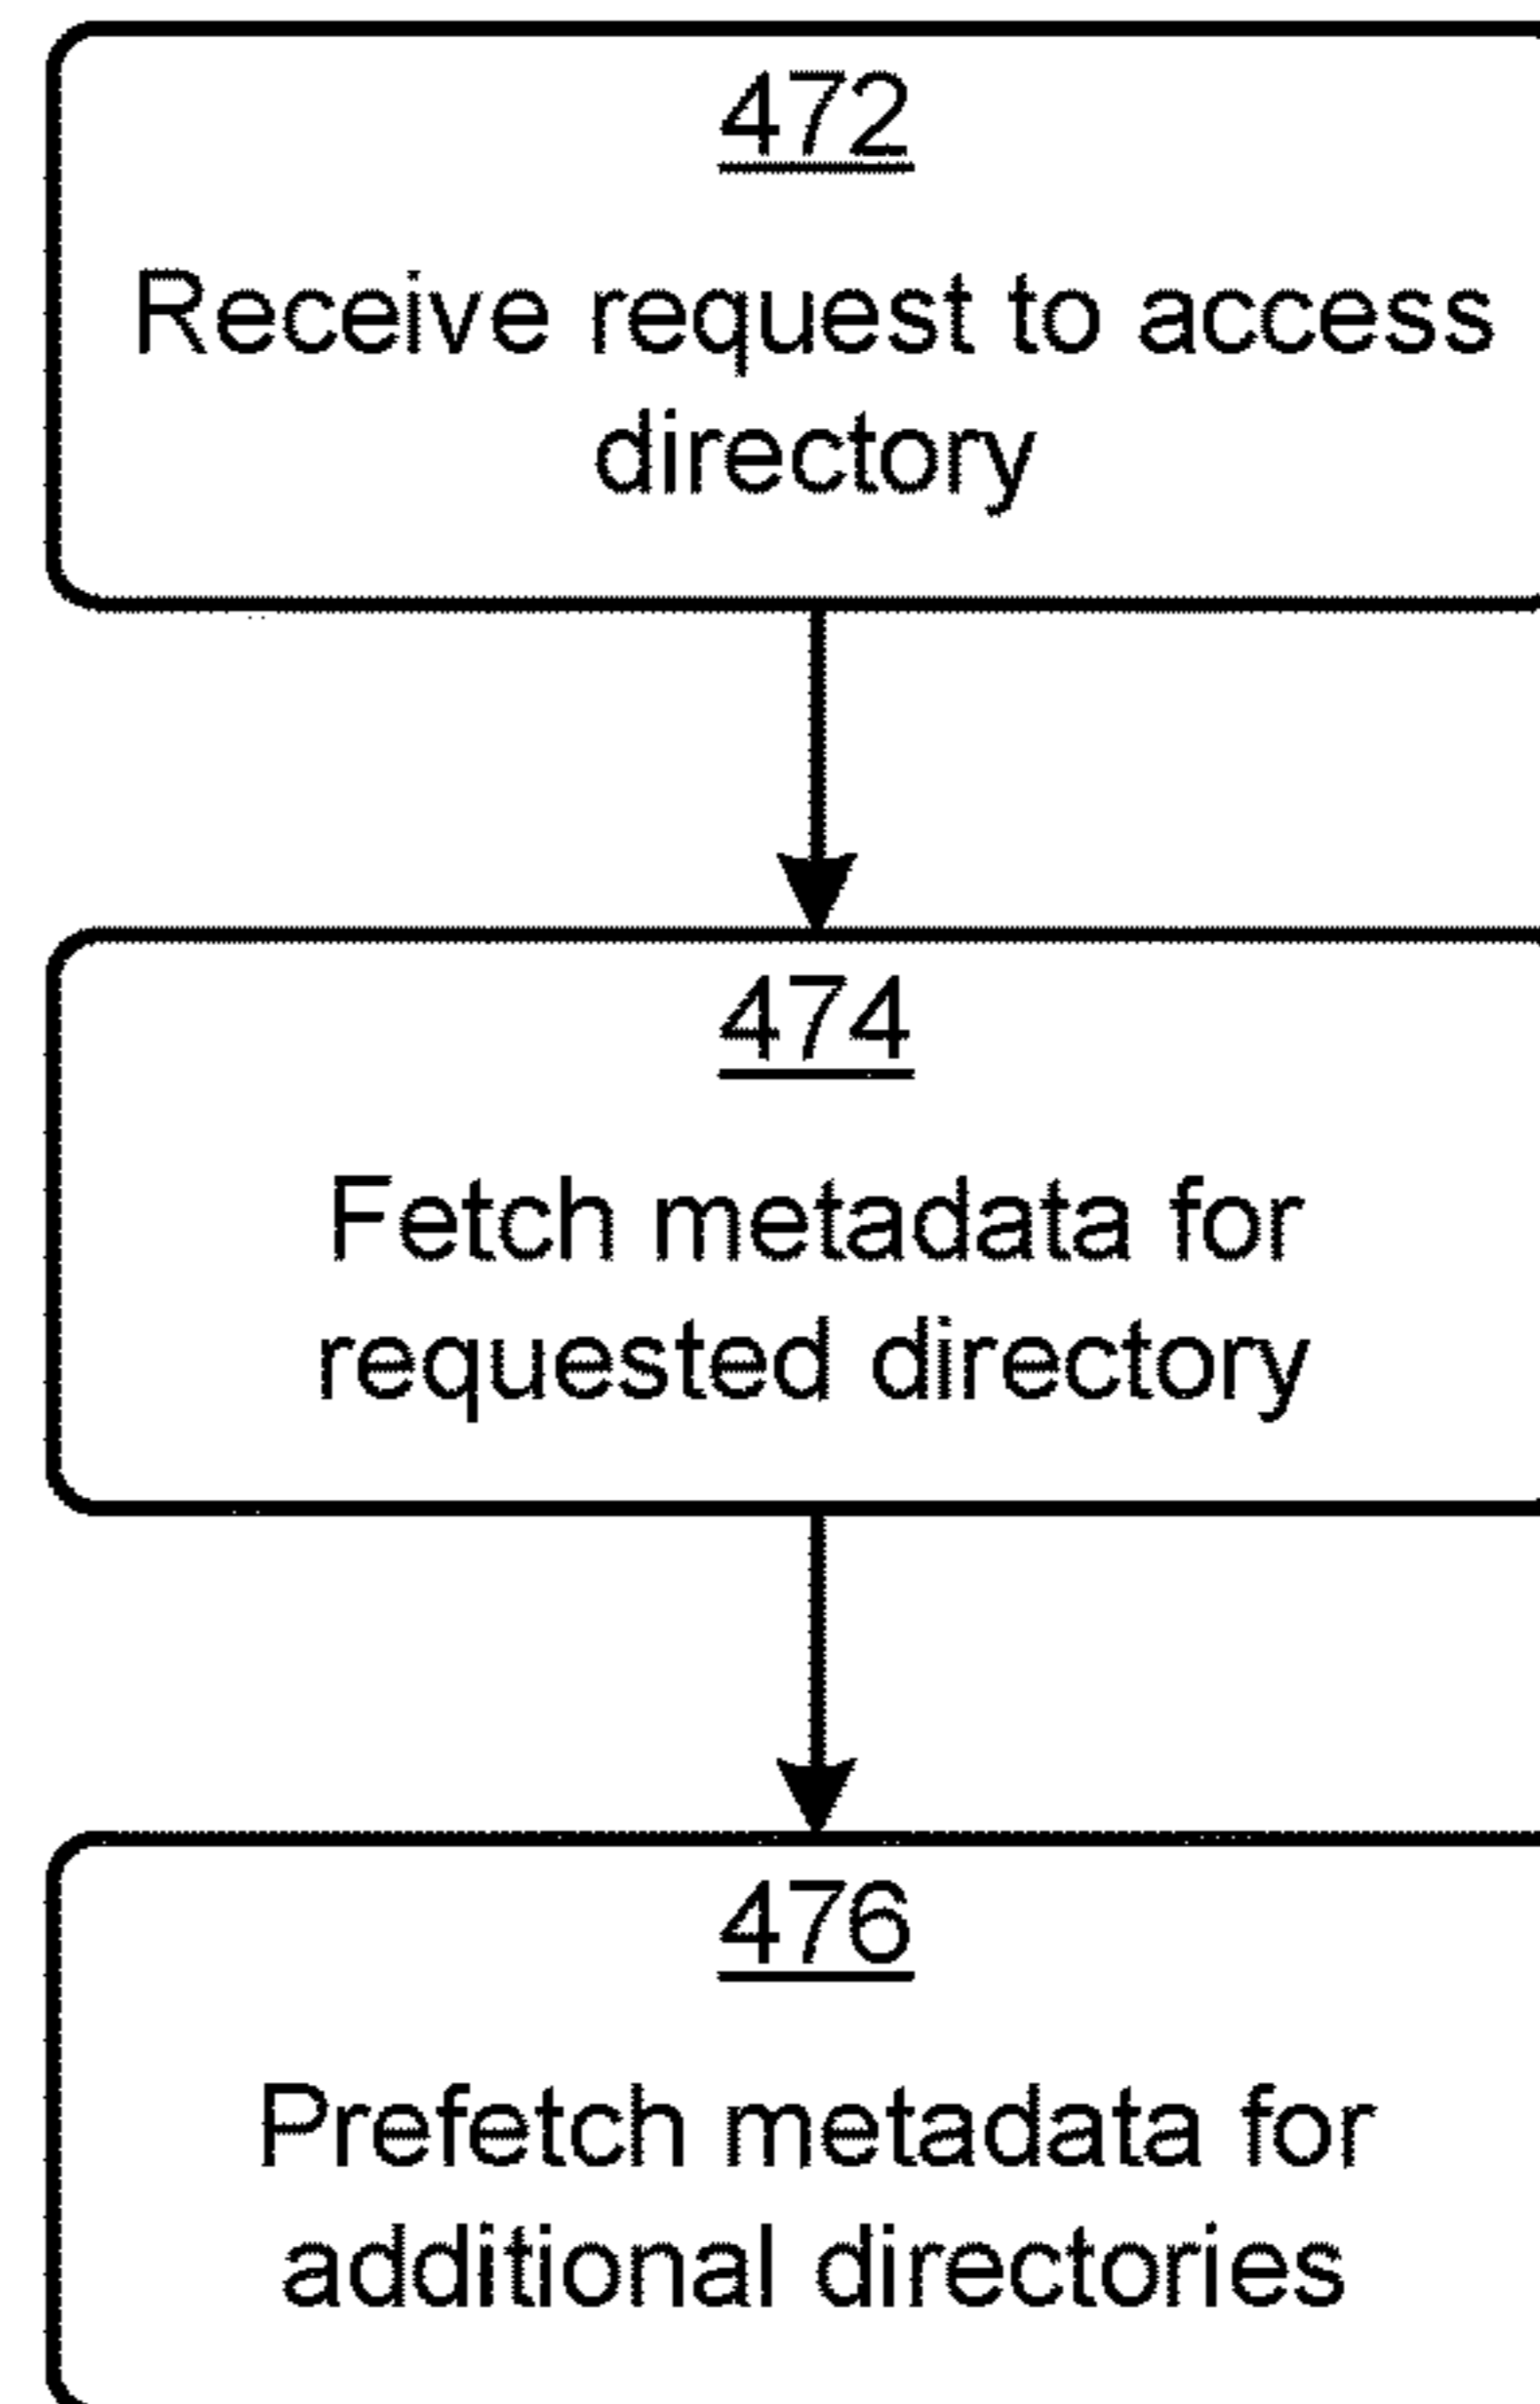 472
Receive request to access
directory
474
Fetch metadata for
requested directory
476
Prefetch metadata for
additional directories